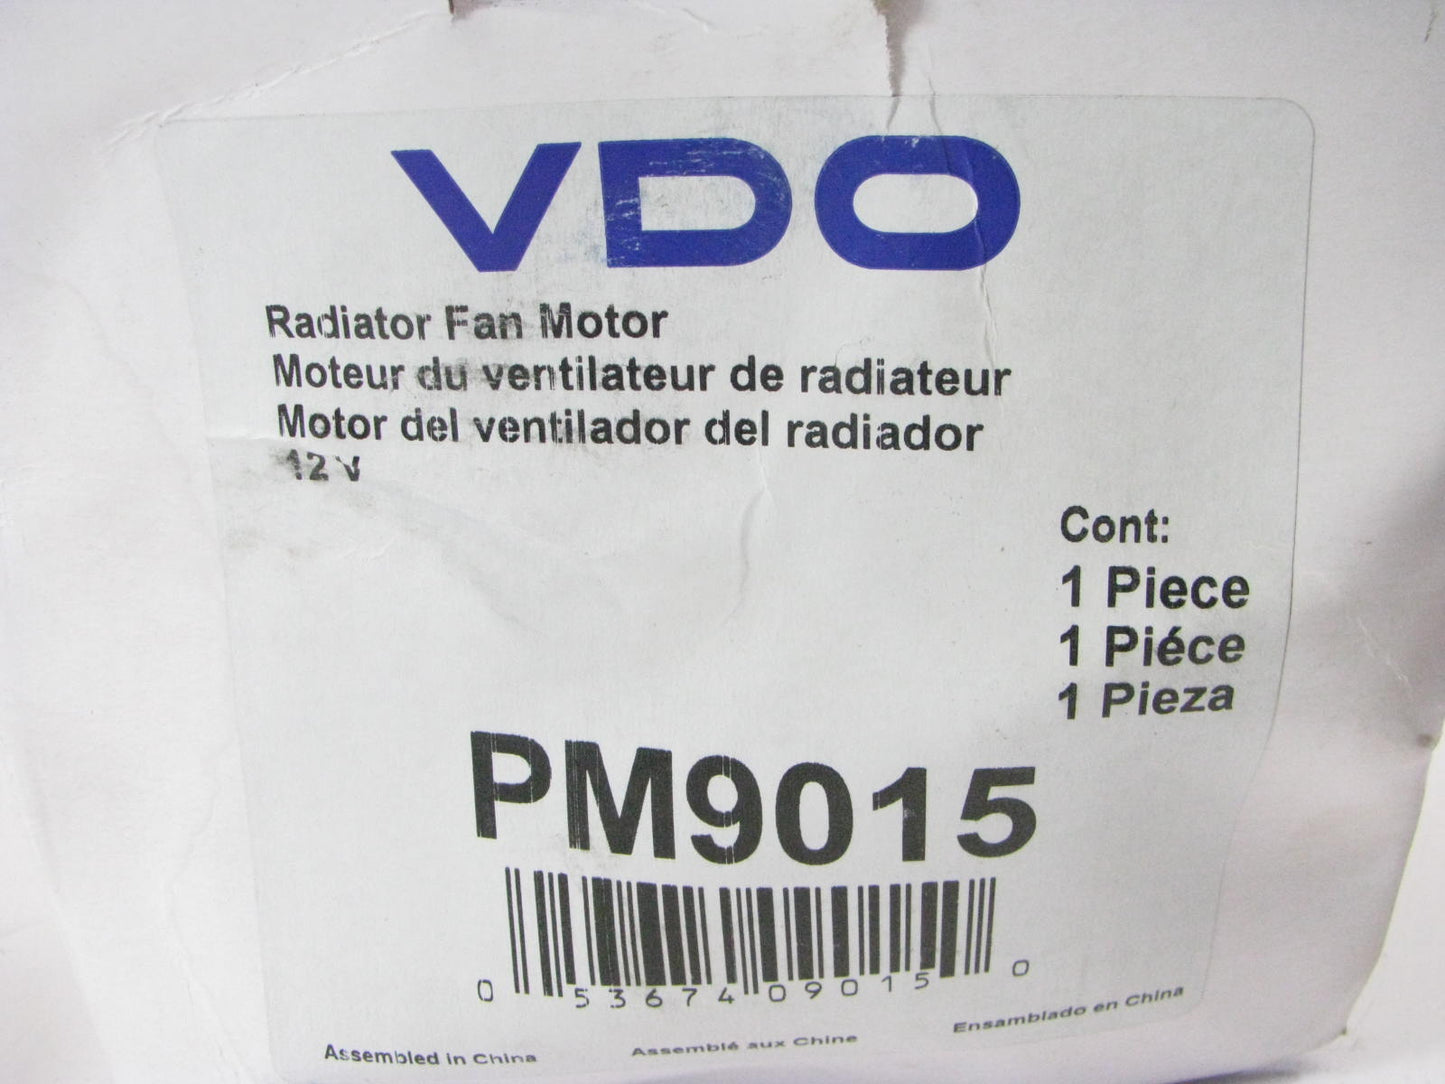 VDO
Radiator Fan Motor
Moteur du ventilateur de radiateur
Motor del ventilador del radiador
12 V
Cont:
1 Piece
1 Piéce
1 Pieza
PM9015
0 53674 09015 0
Assembled in China
Assemblé aux Chine
Ensamblado en China